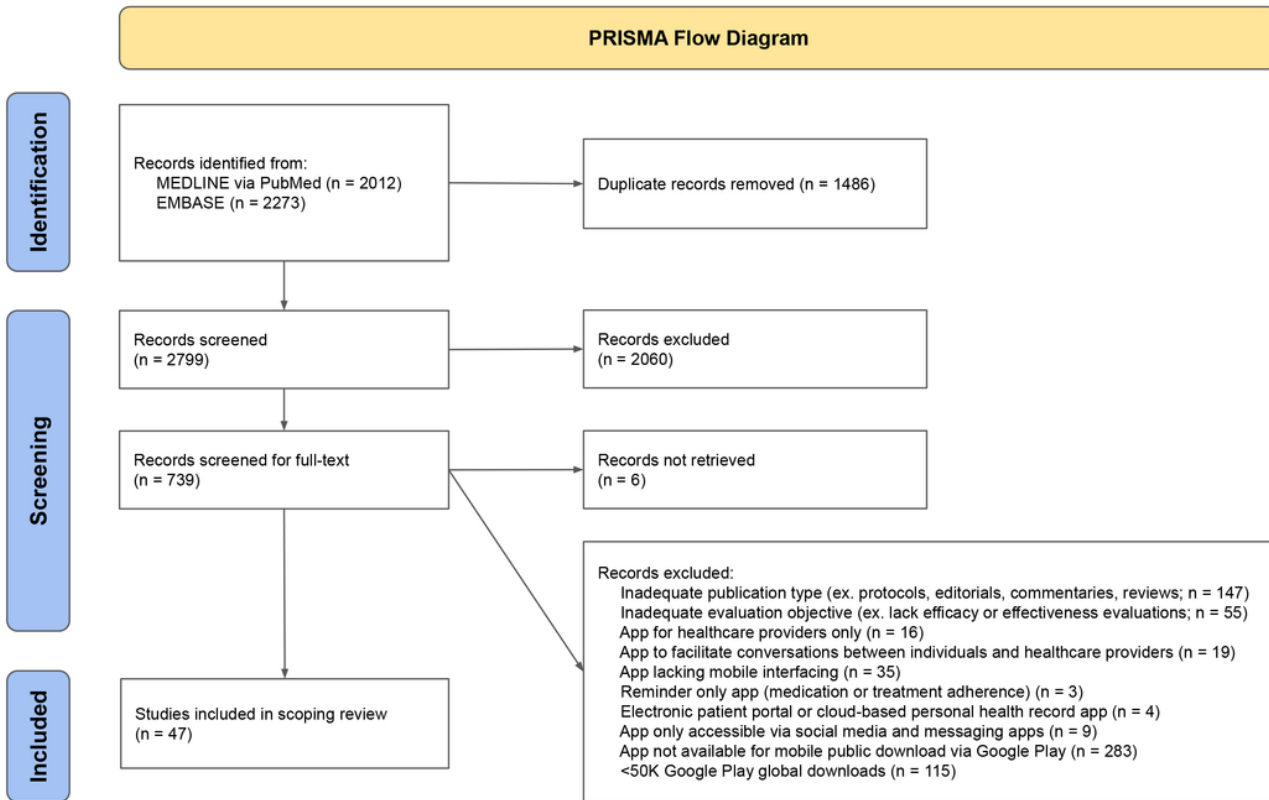 PRISMA Flow Diagram
Identification
Records identified from:
MEDLINE via PubMed (n = 2012)
EMBASE (n = 2273)
Duplicate records removed (n = 1486)
Screening
Records screened
(n = 2799)
Records excluded
(n = 2060)
Records screened for full-text
(n = 739)
Records not retrieved
(n = 6)
Records excluded:
Inadequate publication type (ex. protocols, editorials, commentaries, reviews; n = 147)
Inadequate evaluation objective (ex. lack efficacy or effectiveness evaluations; n = 55)
App for healthcare providers only (n = 16)
App to facilitate conversations between individuals and healthcare providers (n = 19)
App lacking mobile interfacing (n = 35)
Reminder only app (medication or treatment adherence) (n = 3)
Electronic patient portal or cloud-based personal health record app (n = 4)
App only accessible via social media and messaging apps (n = 9)
App not available for mobile public download via Google Play (n = 283)
<50K Google Play global downloads (n = 115)
Included
Studies included in scoping review
(n = 47)